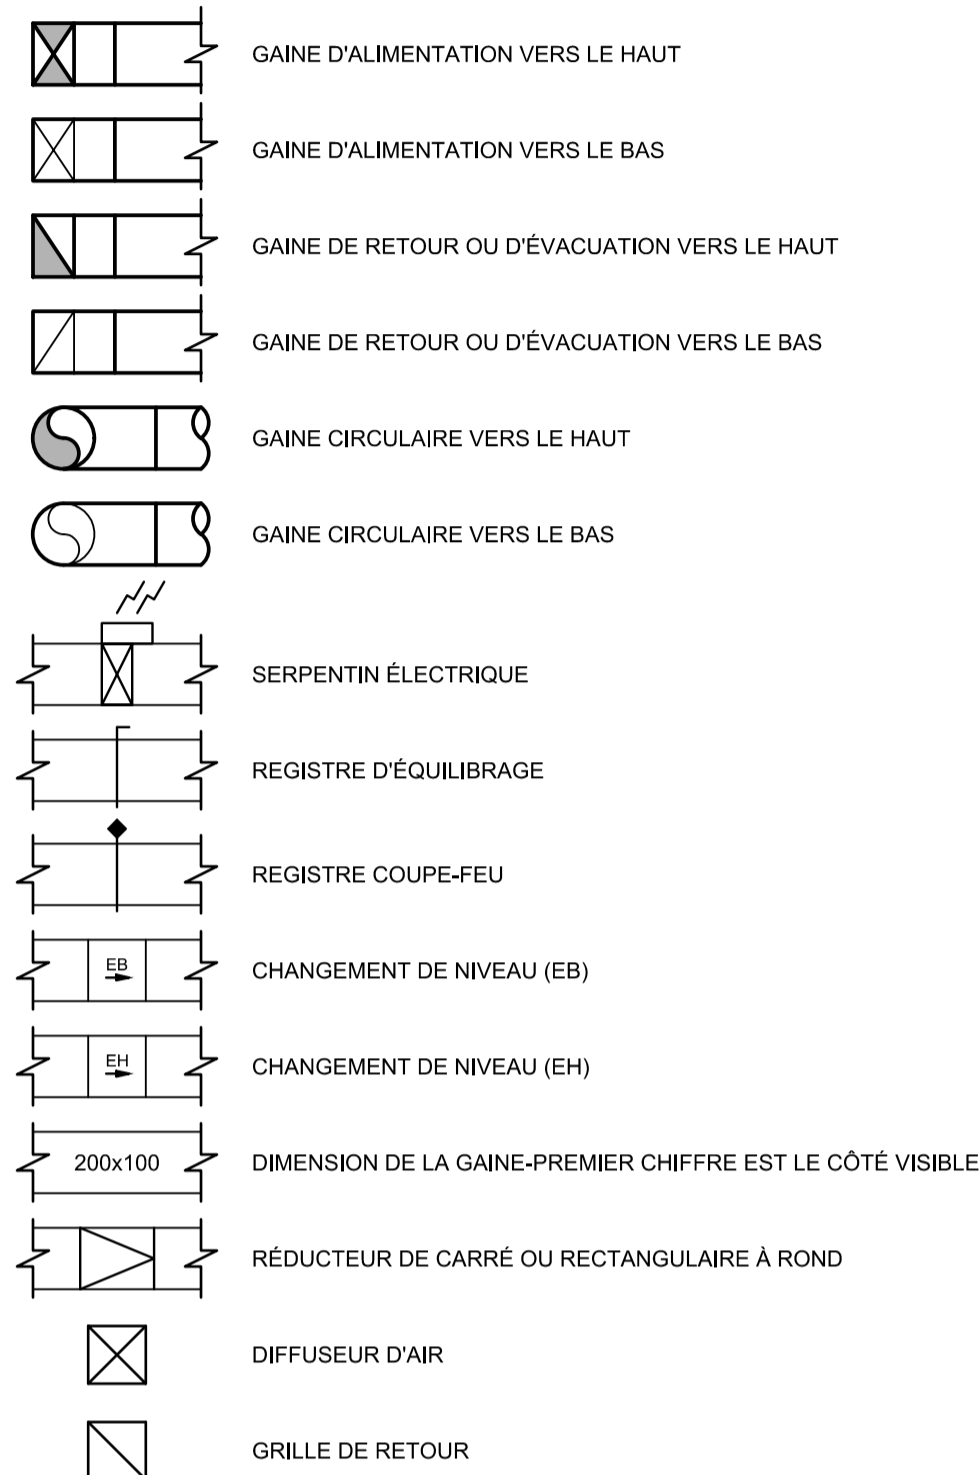 GAINE D'ALIMENTATION VERS LE HAUT
GAINE D'ALIMENTATION VERS LE BAS
GAINE DE RETOUR OU D'ÉVACUATION VERS LE HAUT
GAINE DE RETOUR OU D'ÉVACUATION VERS LE BAS
GAINE CIRCULAIRE VERS LE HAUT
GAINE CIRCULAIRE VERS LE BAS
SERPENTIN ÉLECTRIQUE
REGISTRE D'ÉQUILIBRAGE
REGISTRE COUPE-FEU
EB CHANGEMENT DE NIVEAU (EB)
EH CHANGEMENT DE NIVEAU (EH)
200x100 DIMENSION DE LA GAINE-PREMIER CHIFFRE EST LE CÔTÉ VISIBLE
RÉDUCTEUR DE CARRÉ OU RECTANGULAIRE À ROND
DIFFUSEUR D'AIR
GRILLE DE RETOUR